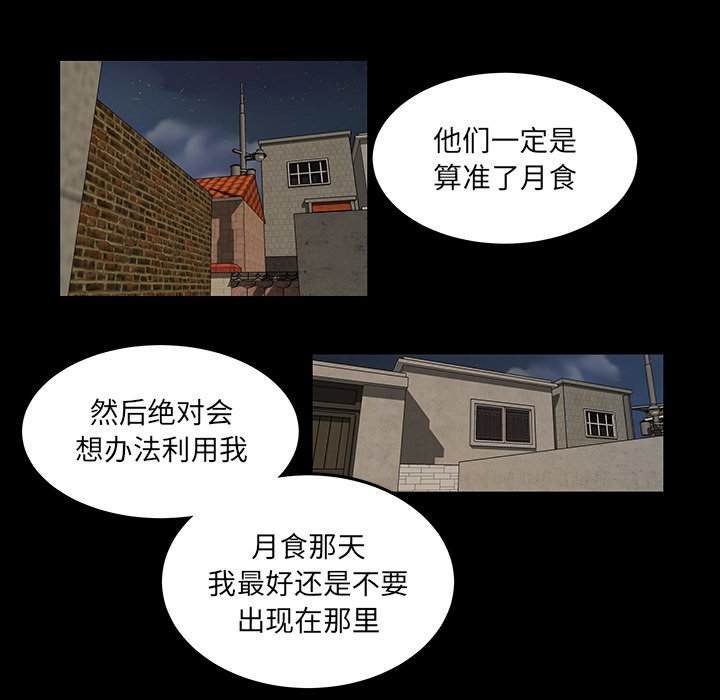 他们一定是
算准了月食
然后绝对会
想办法利用我
月食那天
我最好还是不要
出现在那里